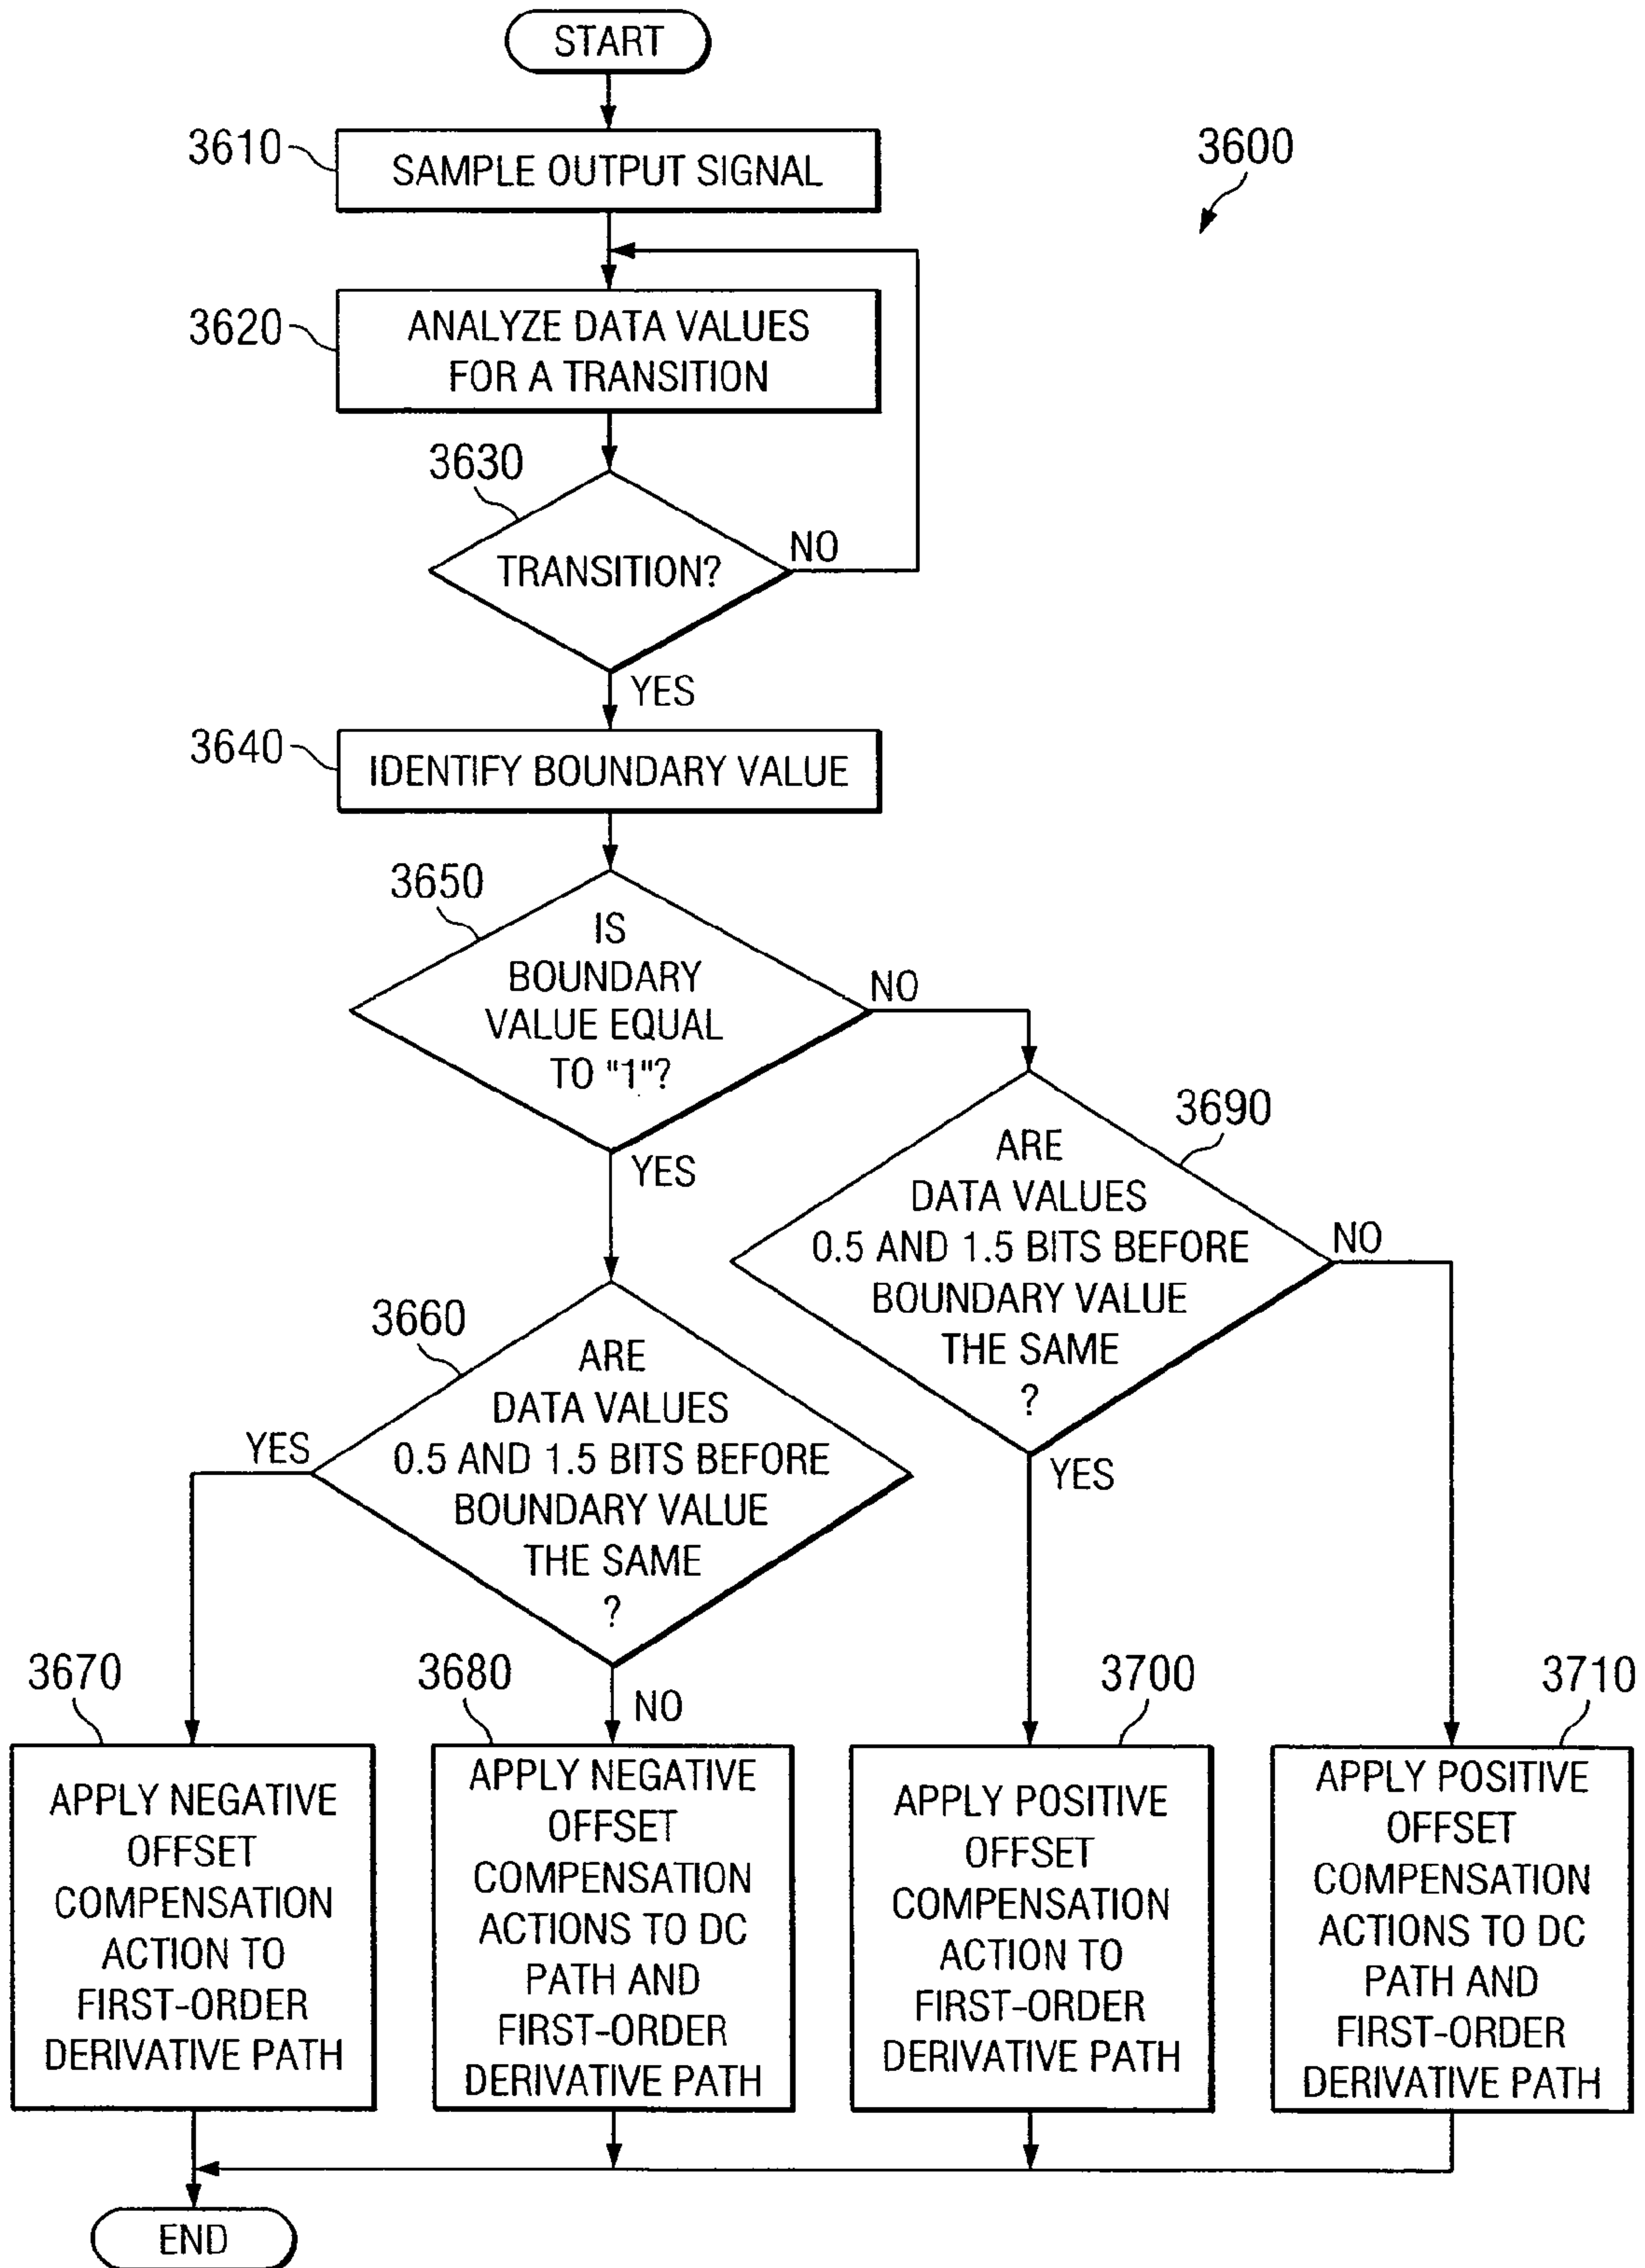 START
3610
SAMPLE OUTPUT SIGNAL
3600
3620
ANALYZE DATA VALUES
FOR A TRANSITION
3630
TRANSITION?
NO
YES
3640
IDENTIFY BOUNDARY VALUE
3650
IS
BOUNDARY
VALUE EQUAL
TO "1"?
NO
YES
3690
ARE
DATA VALUES
0.5 AND 1.5 BITS BEFORE
BOUNDARY VALUE
THE SAME
?
NO
YES
3660
ARE
DATA VALUES
0.5 AND 1.5 BITS BEFORE
BOUNDARY VALUE
THE SAME
?
YES
NO
3670
APPLY NEGATIVE
OFFSET
COMPENSATION
ACTION TO
FIRST-ORDER
DERIVATIVE PATH
3680
APPLY NEGATIVE
OFFSET
COMPENSATION
ACTIONS TO DC
PATH AND
FIRST-ORDER
DERIVATIVE PATH
3700
APPLY POSITIVE
OFFSET
COMPENSATION
ACTION TO
FIRST-ORDER
DERIVATIVE PATH
3710
APPLY POSITIVE
OFFSET
COMPENSATION
ACTIONS TO DC
PATH AND
FIRST-ORDER
DERIVATIVE PATH
END